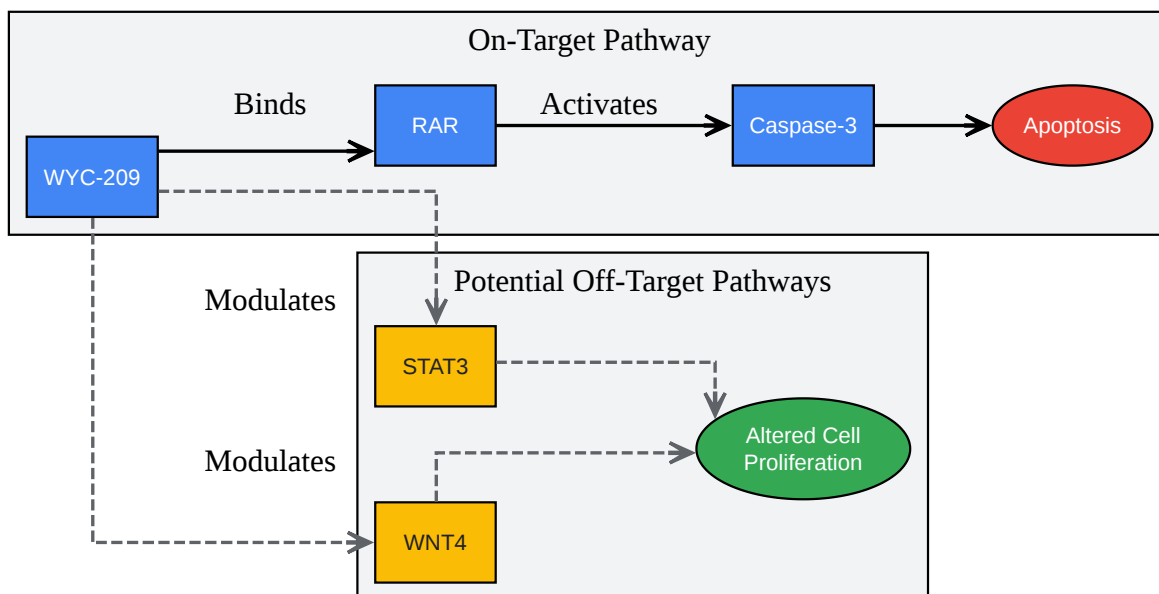 On-Target Pathway
Binds
RAR
Activates
Caspase-3
Apoptosis
WYC-209
Potential Off-Target Pathways
Modulates
STAT3
Altered Cell
Proliferation
Modulates
WNT4